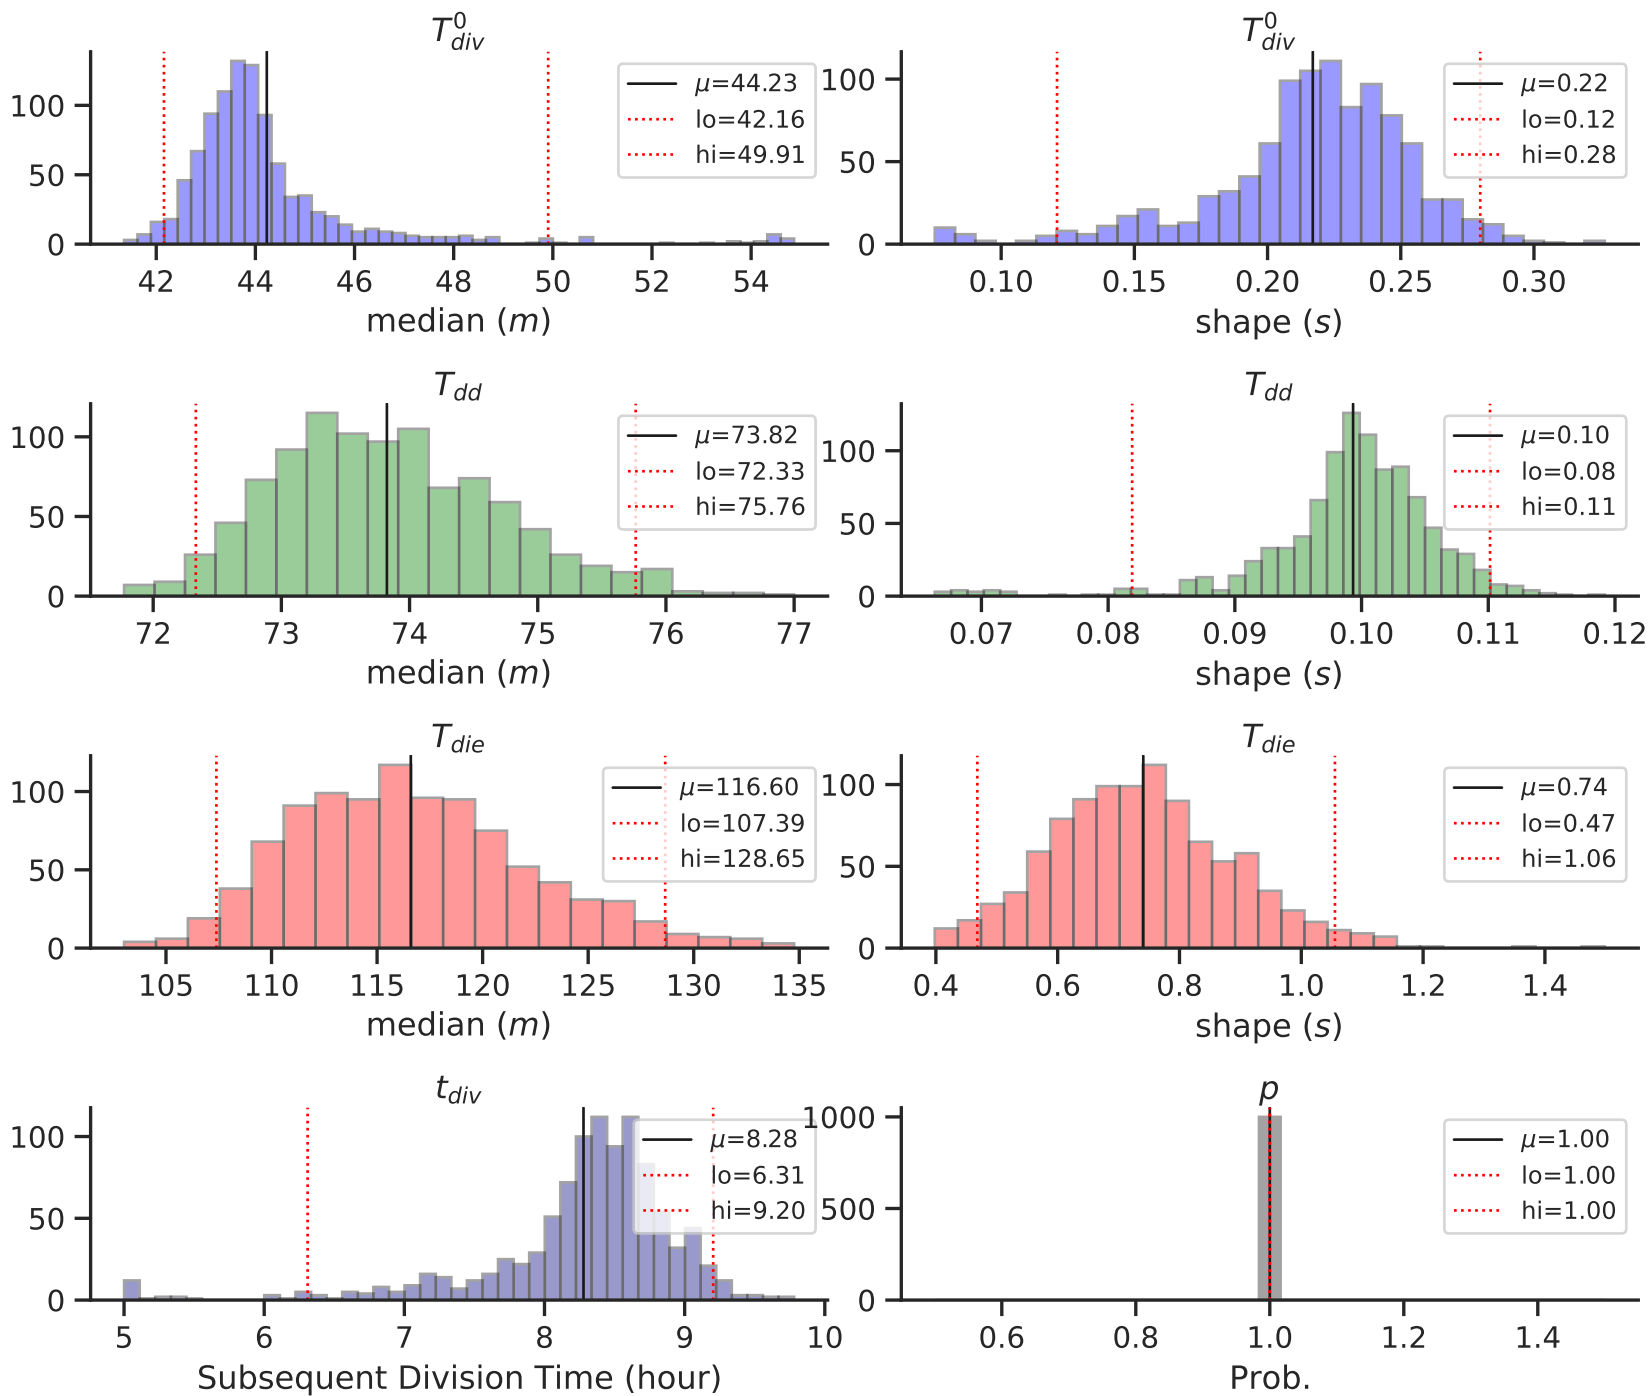 T⁰div
100
50
0
μ=44.23
lo=42.16
hi=49.91
42 44 46 48 50 52 54
median (m)
T⁰div
100
50
0
μ=0.22
lo=0.12
hi=0.28
0.10 0.15 0.20 0.25 0.30
shape (s)
Tdd
100
50
0
μ=73.82
lo=72.33
hi=75.76
72 73 74 75 76 77
median (m)
Tdd
100
50
0
μ=0.10
lo=0.08
hi=0.11
0.07 0.08 0.09 0.10 0.11 0.12
shape (s)
Tdie
100
50
0
μ=116.60
lo=107.39
hi=128.65
105 110 115 120 125 130 135
median (m)
Tdie
100
50
0
μ=0.74
lo=0.47
hi=1.06
0.4 0.6 0.8 1.0 1.2 1.4
shape (s)
tdiv
100
50
0
μ=8.28
lo=6.31
hi=9.20
5 6 7 8 9 10
Subsequent Division Time (hour)
p
1000
500
0
μ=1.00
lo=1.00
hi=1.00
0.6 0.8 1.0 1.2 1.4
Prob.